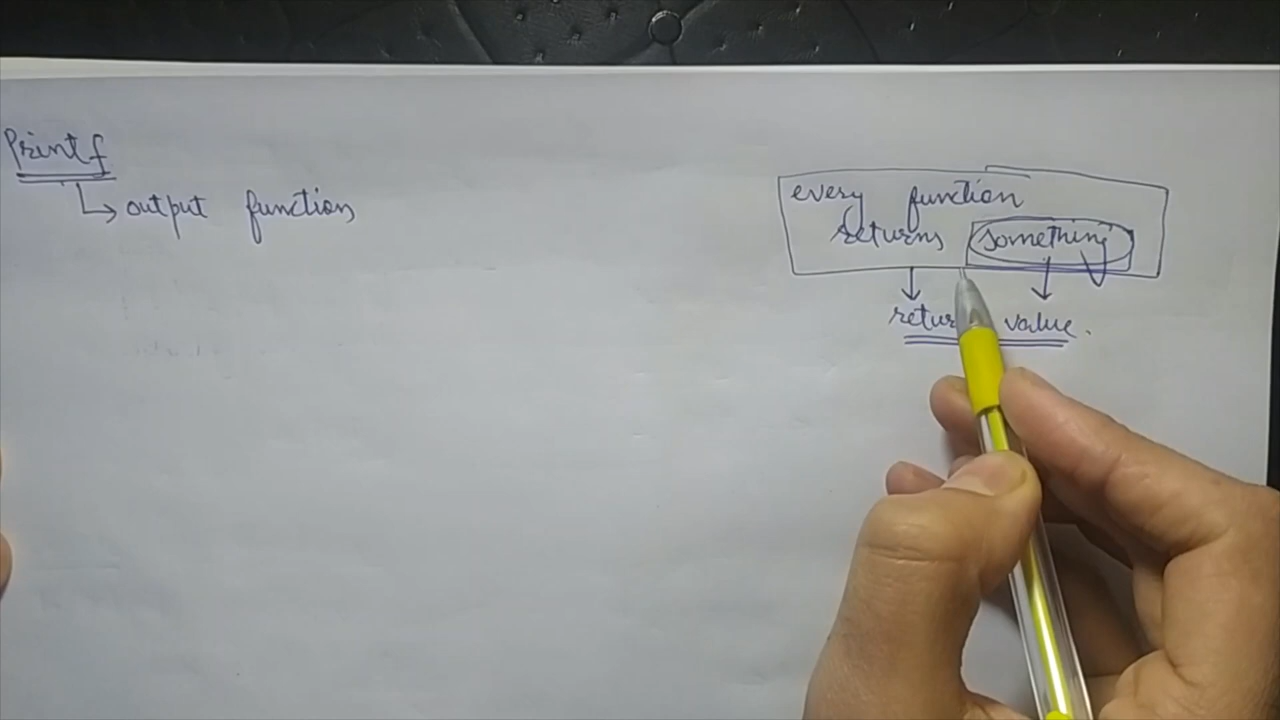 Printf
output function
every function
returns something
return value.